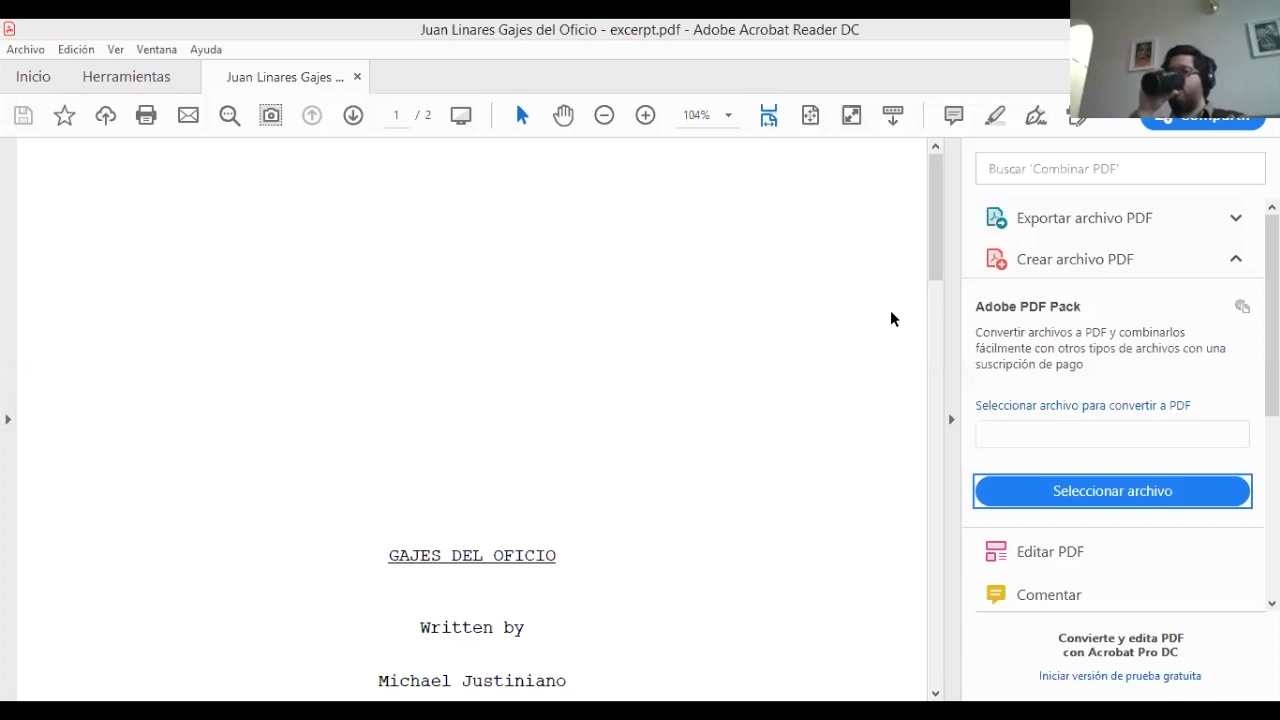 Juan Linares Gajes del Oficio - excerpt.pdf - Adobe Acrobat Reader DC
Archivo Edición Ver Ventana Ayuda
Inicio Herramientas Juan Linares Gajes ... ×
1 / 2 104%
Buscar 'Combinar PDF'
Exportar archivo PDF
Crear archivo PDF
Adobe PDF Pack
Convertir archivos a PDF y combinarlos
fácilmente con otros tipos de archivos con una
suscripción de pago
Seleccionar archivo para convertir a PDF
Seleccionar archivo
Editar PDF
Comentar
Convierte y edita PDF
con Acrobat Pro DC
Iniciar versión de prueba gratuita
GAJES DEL OFICIO
Written by
Michael Justiniano